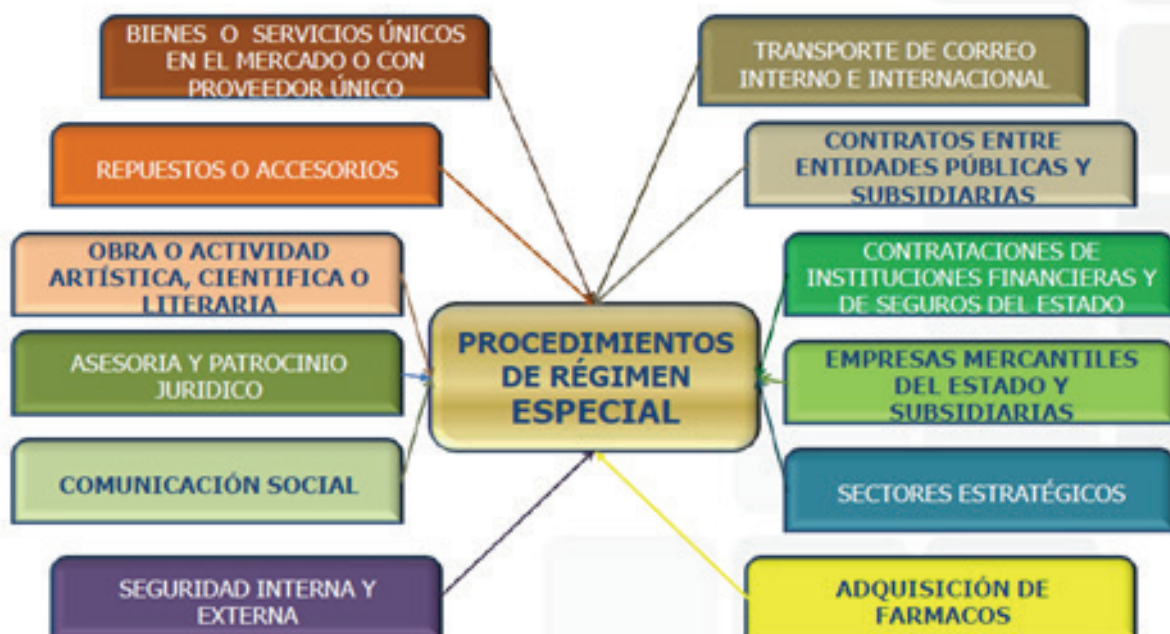 BIENES O SERVICIOS ÚNICOS
EN EL MERCADO O CON
PROVEEDOR ÚNICO
TRANSPORTE DE CORREO
INTERNO E INTERNACIONAL
REPUESTOS O ACCESORIOS
CONTRATOS ENTRE
ENTIDADES PÚBLICAS Y
SUBSIDIARIAS
OBRA O ACTIVIDAD
ARTÍSTICA, CIENTIFICA O
LITERARIA
CONTRATACIONES DE
INSTITUCIONES FINANCIERAS Y
DE SEGUROS DEL ESTADO
PROCEDIMIENTOS
DE RÉGIMEN
ESPECIAL
ASESORIA Y PATROCINIO
JURIDICO
EMPRESAS MERCANTILES
DEL ESTADO Y
SUBSIDIARIAS
COMUNICACIÓN SOCIAL
SECTORES ESTRATÉGICOS
SEGURIDAD INTERNA Y
EXTERNA
ADQUISICIÓN DE
FARMACOS